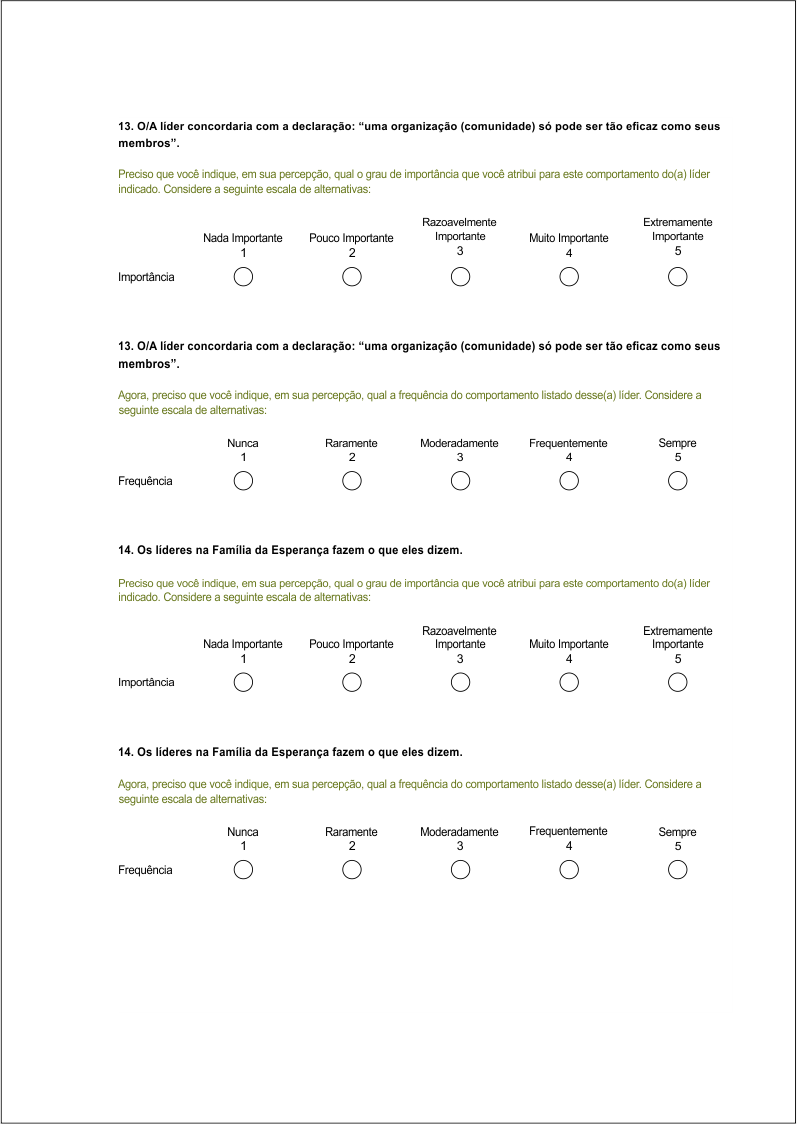 13. O/A líder concordaria com a declaração: “uma organização (comunidade) só pode ser tão eficaz como seus
membros”.
Preciso que você indique, em sua percepção, qual o grau de importância que você atribui para este comportamento do(a) líder
indicado. Considere a seguinte escala de alternativas:
Nada Importante Pouco Importante Razoavelmente Importante Muito Importante Extremamente Importante
1 2 3 4 5
Importância
13. O/A líder concordaria com a declaração: “uma organização (comunidade) só pode ser tão eficaz como seus
membros”.
Agora, preciso que você indique, em sua percepção, qual a frequência do comportamento listado desse(a) líder. Considere a
seguinte escala de alternativas:
Nunca Raramente Moderadamente Frequentemente Sempre
1 2 3 4 5
Frequência
14. Os líderes na Família da Esperança fazem o que eles dizem.
Preciso que você indique, em sua percepção, qual o grau de importância que você atribui para este comportamento do(a) líder
indicado. Considere a seguinte escala de alternativas:
Nada Importante Pouco Importante Razoavelmente Importante Muito Importante Extremamente Importante
1 2 3 4 5
Importância
14. Os líderes na Família da Esperança fazem o que eles dizem.
Agora, preciso que você indique, em sua percepção, qual a frequência do comportamento listado desse(a) líder. Considere a
seguinte escala de alternativas:
Nunca Raramente Moderadamente Frequentemente Sempre
1 2 3 4 5
Frequência